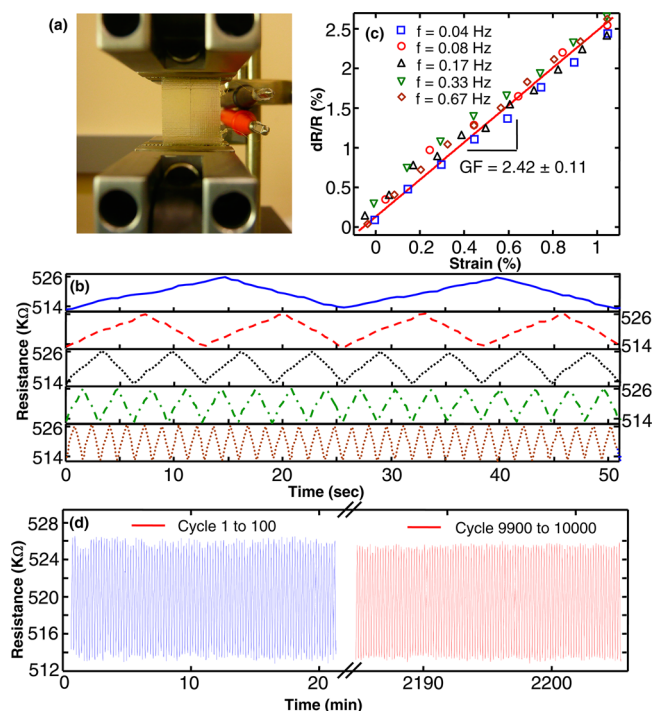 (a)
(c)
2.5
2
1.5
1
0.5
0
dR/R (%)
f = 0.04 Hz
f = 0.08 Hz
f = 0.17 Hz
f = 0.33 Hz
f = 0.67 Hz
GF = 2.42 ± 0.11
0 0.2 0.4 0.6 0.8 1
Strain (%)
(b)
Resistance (KΩ)
526
514
526
514
526
514
526
514
526
514
0 10 20 30 40 50
Time (sec)
(d)
Resistance (KΩ)
528
524
520
516
512
Cycle 1 to 100
Cycle 9900 to 10000
0 10 20 2190 2200
Time (min)